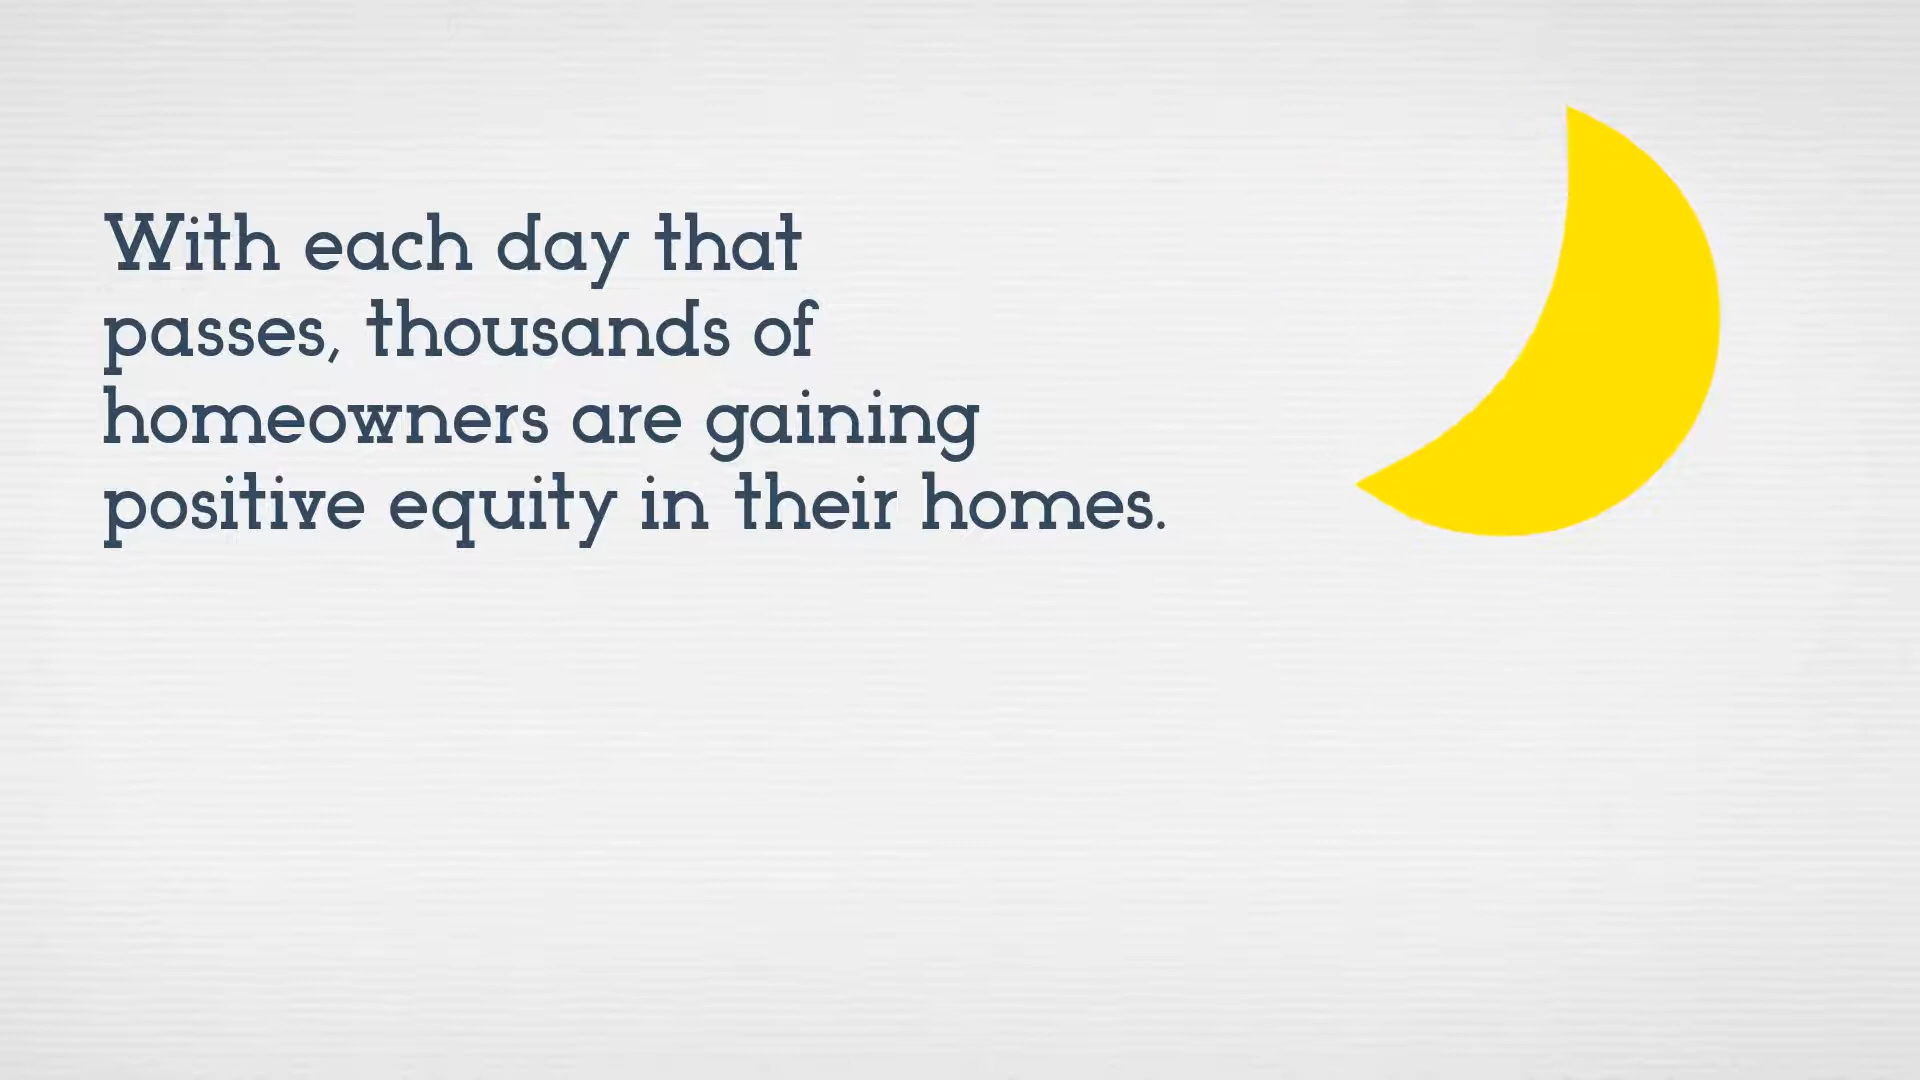 With each day that
passes, thousands of
homeowners are gaining
positive equity in their homes.